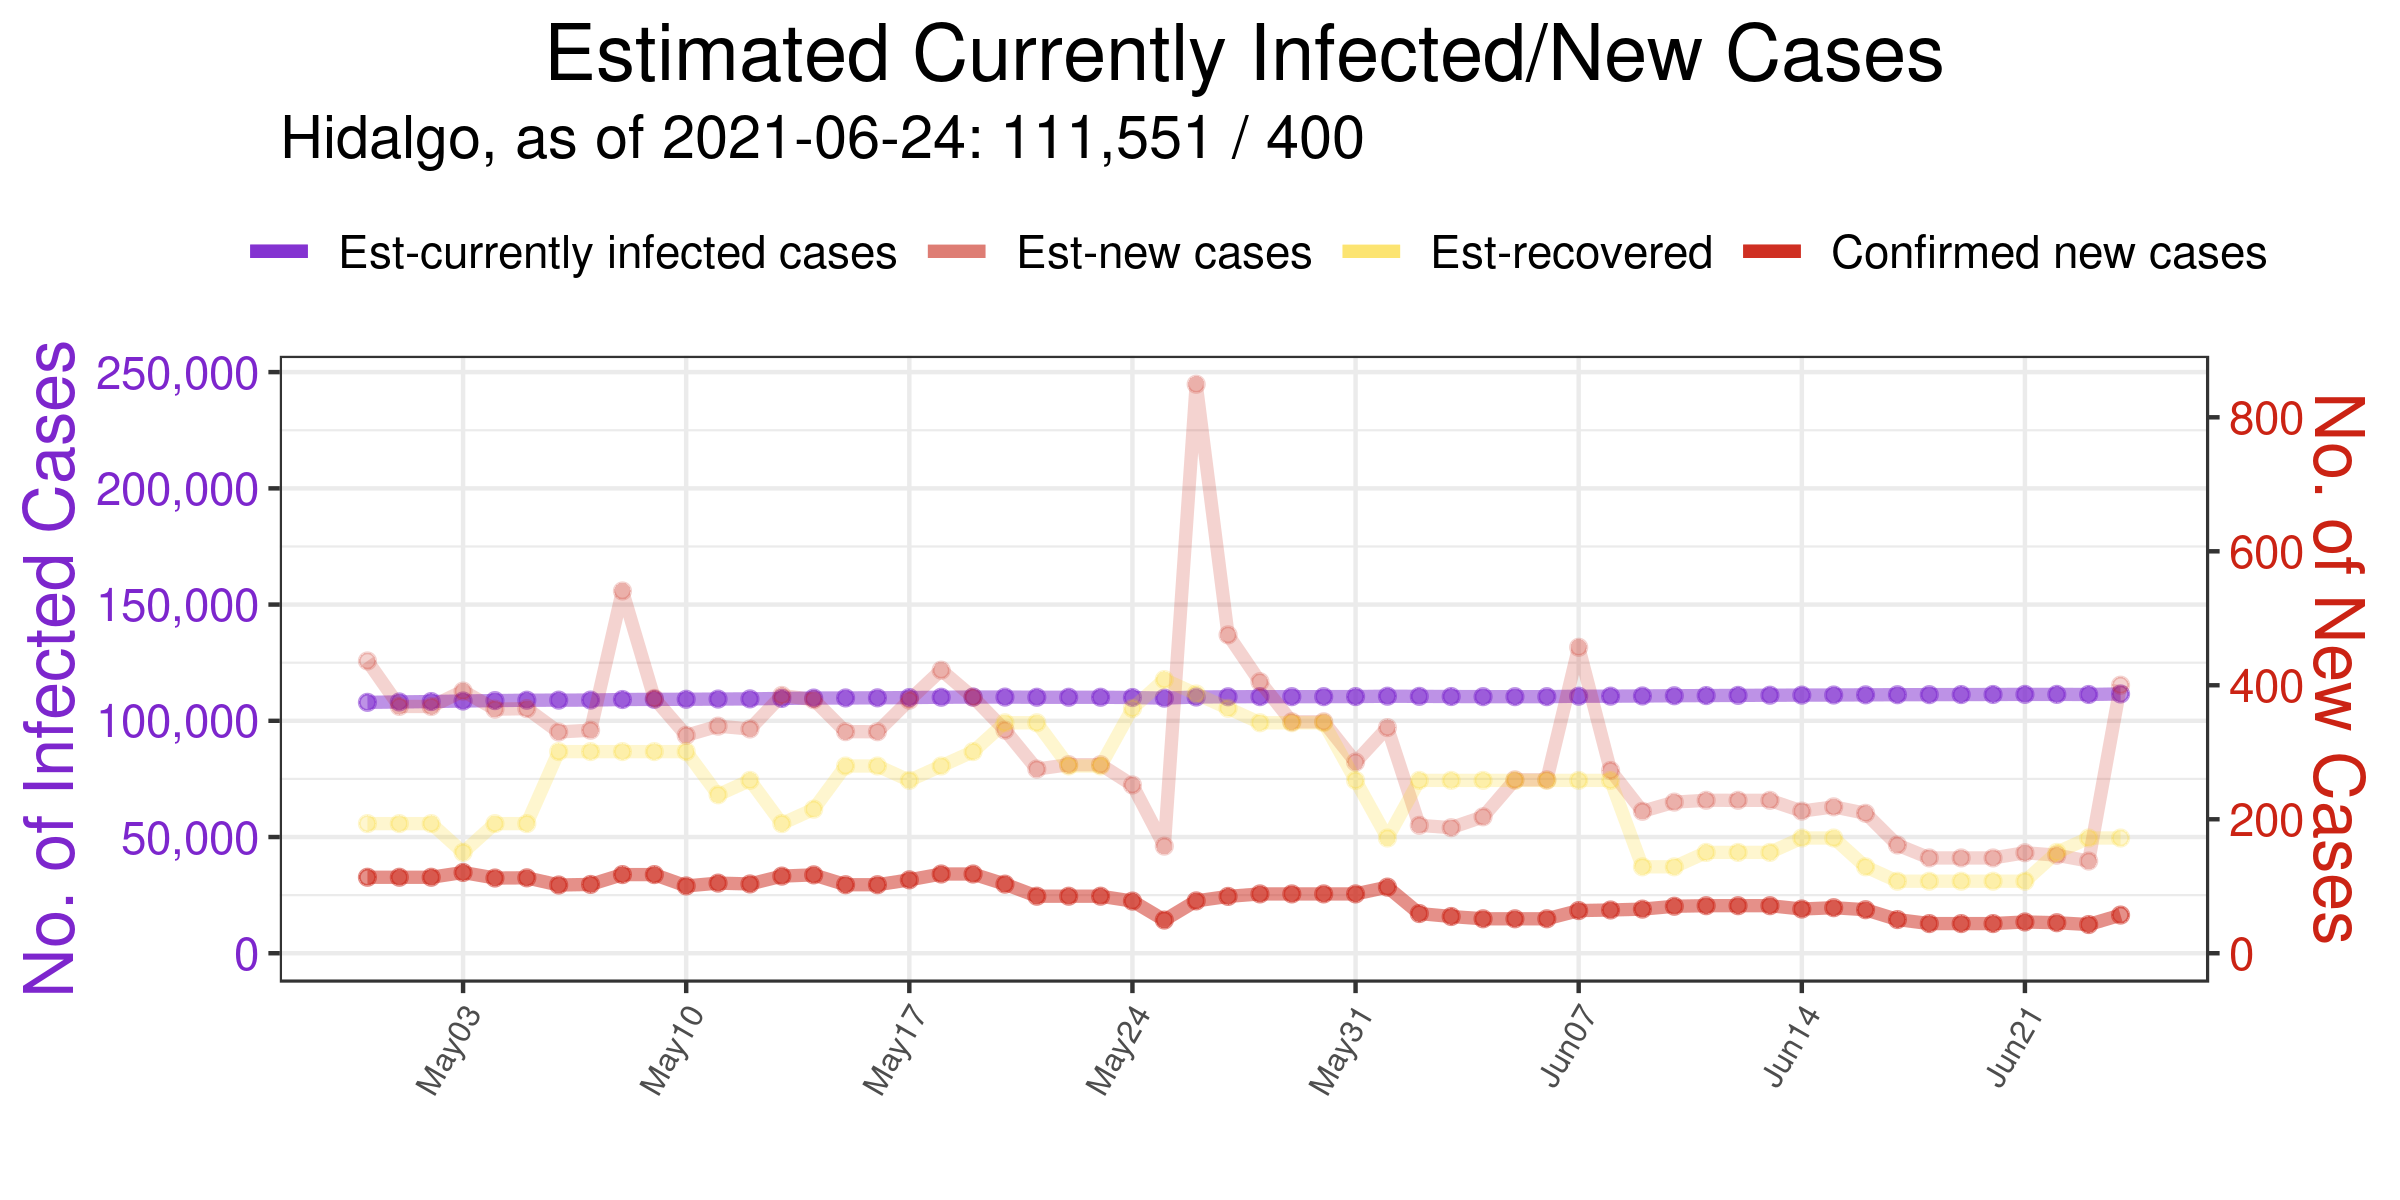 Estimated Currently Infected/New Cases
Hidalgo, as of 2021-06-24: 111,551 / 400
Est-currently infected cases Est-new cases Est-recovered Confirmed new cases
No. of Infected Cases
250,000
200,000
150,000
100,000
50,000
0
800
600
400
200
0
No. of New Cases
May03 May10 May17 May24 May31 Jun07 Jun14 Jun21